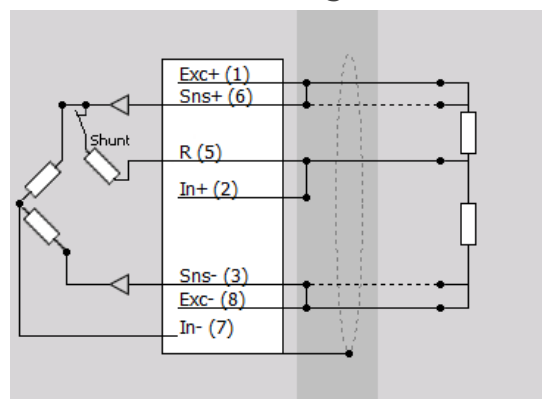 Exc+ (1)
Sns+ (6)
Shunt
R (5)
In+ (2)
Sns- (3)
Exc- (8)
In- (7)